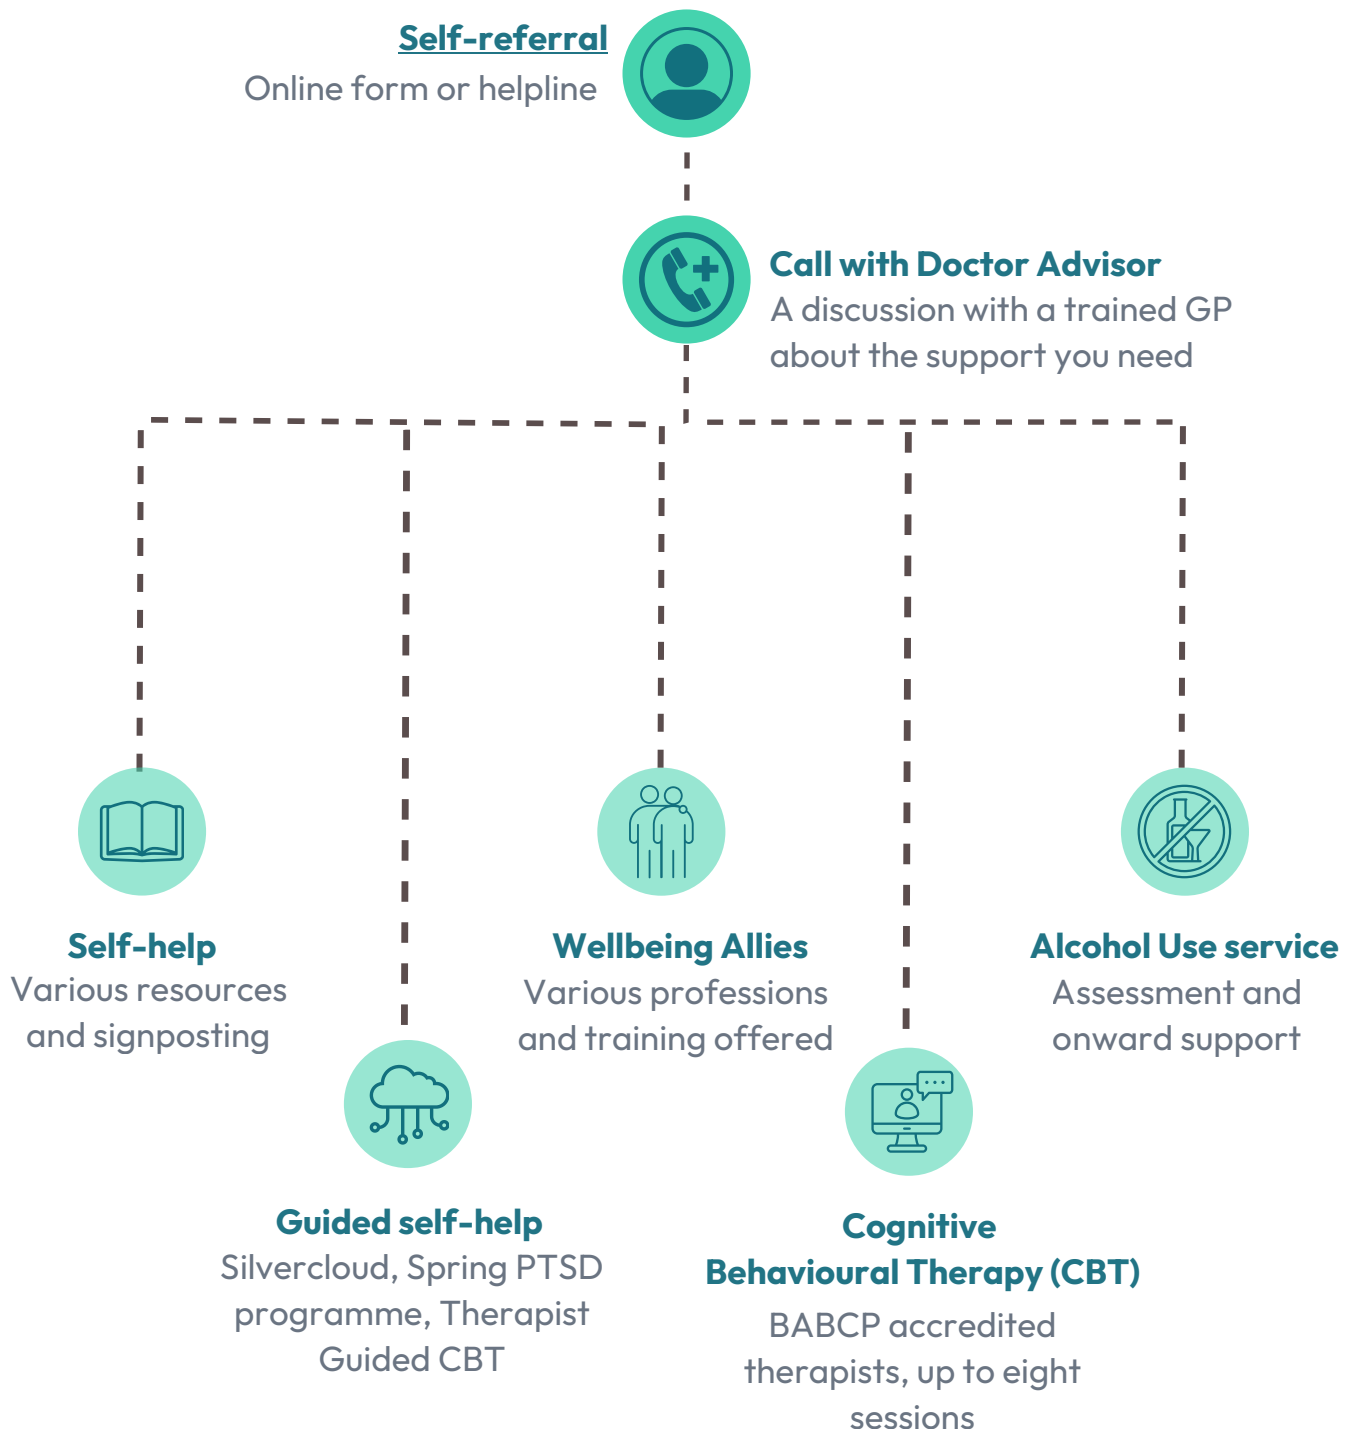 Self-referral
Online form or helpline
Call with Doctor Advisor
A discussion with a trained GP
about the support you need
Self-help
Various resources
and signposting
Wellbeing Allies
Various professions
and training offered
Alcohol Use service
Assessment and
onward support
Guided self-help
Silvercloud, Spring PTSD
programme, Therapist
Guided CBT
Cognitive
Behavioural Therapy (CBT)
BABCP accredited
therapists, up to eight
sessions